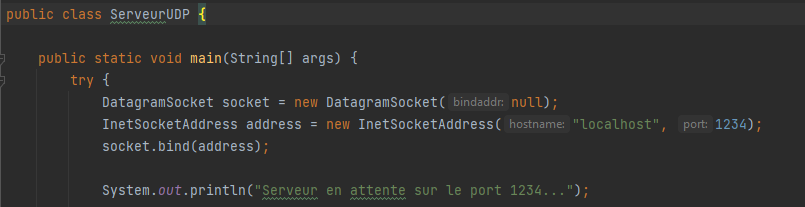 public class ServeurUDP {
public static void main(String[] args) {
try {
DatagramSocket socket = new DatagramSocket( bindaddr: null);
InetSocketAddress address = new InetSocketAddress( hostname: "localhost", port: 1234);
socket.bind(address);
System.out.println("Serveur en attente sur le port 1234...");